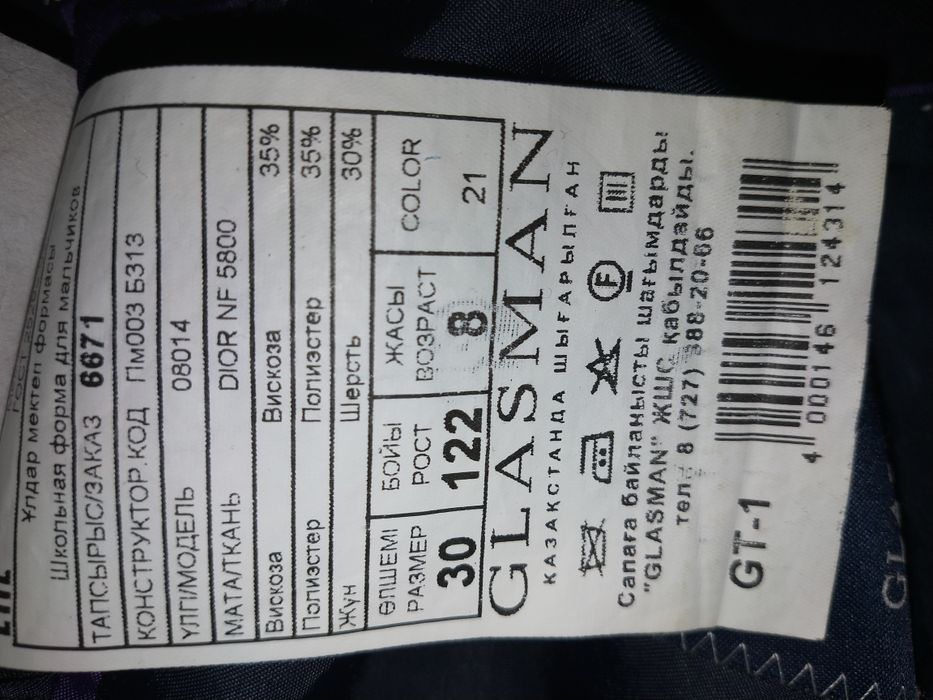 Ұлдар мектеп формасы
Школьная форма для мальчиков
ТАПСЫРЫС/ЗАКАЗ 6671
КОНСТРУКТОР.КОД Пм003 Б313
ҮЛГІ/МОДЕЛЬ 08014
МАТА/ТКАНЬ DIOR NF 5800
Вискоза Вискоза 35%
Полиэстер Полиэстер 35%
Жүн Шерсть 30%
ӨЛШЕМІ БОЙЫ ЖАСЫ COLOR
РАЗМЕР РОСТ ВОЗРАСТ
30 122 8 21
GLASMAN
КАЗАКСТАНДА ШЫҒАРЫЛҒАН
F
Сапаға байланысты шағымдарды
"GLASMAN" ЖШС қабылдайды.
тел: 8 (727) 388-20-06
GT-1
4 000146 124314